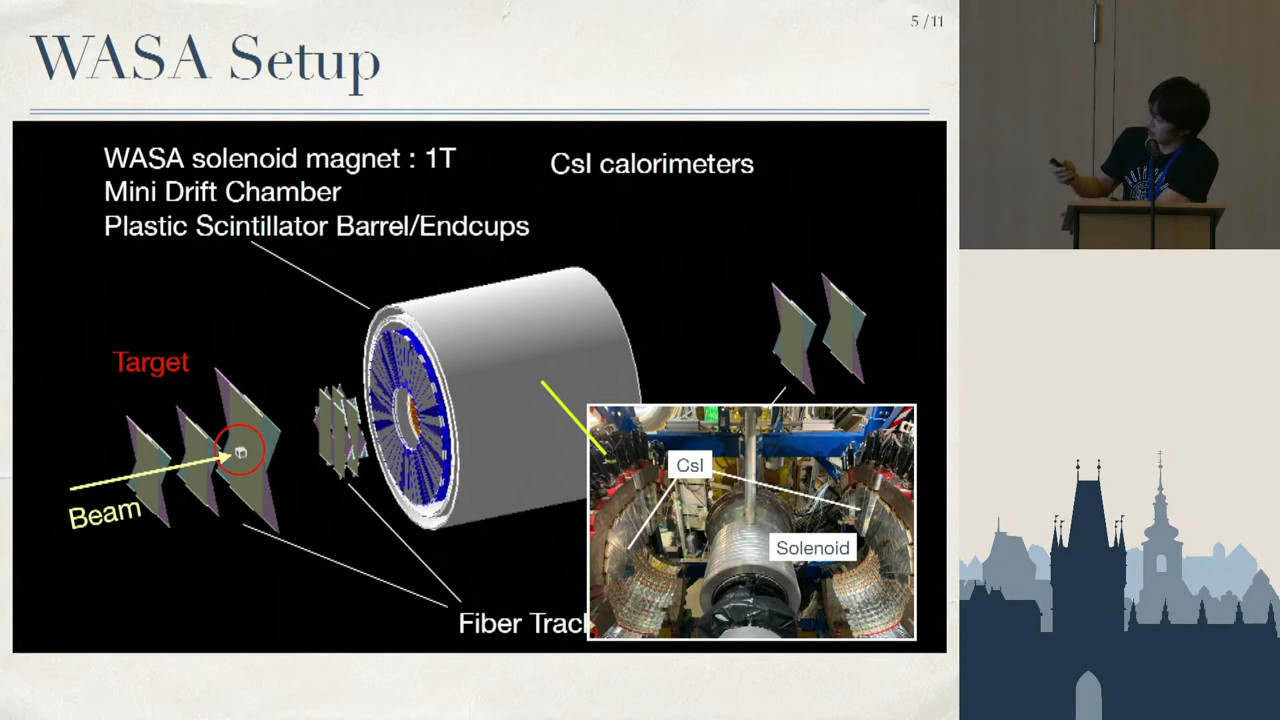 5 / 11
WASA Setup
WASA solenoid magnet : 1T
Mini Drift Chamber
Plastic Scintillator Barrel/Endcups
CsI calorimeters
Target
Beam
CsI
Solenoid
Fiber